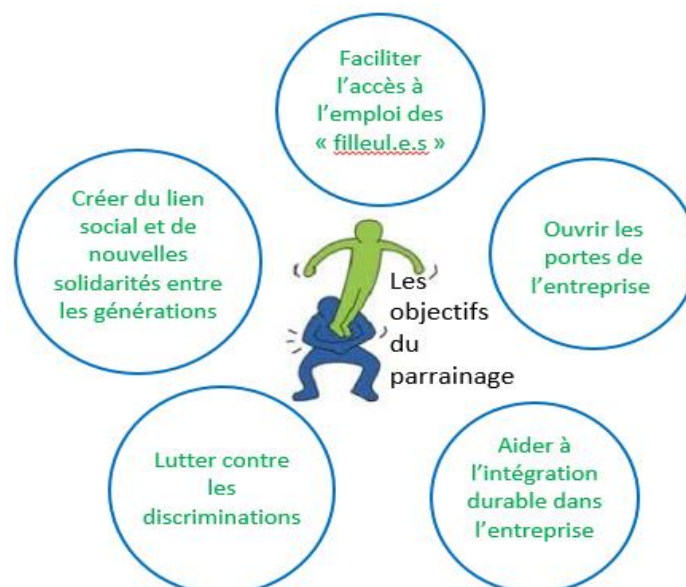 Faciliter
l'accès à
l'emploi des
« filleul.e.s »
Créer du lien
social et de
nouvelles
solidarités entre
les générations
Ouvrir les
portes de
l'entreprise
Les
objectifs
du
parrainage
Lutter contre
les
discriminations
Aider à
l'intégration
durable dans
l'entreprise